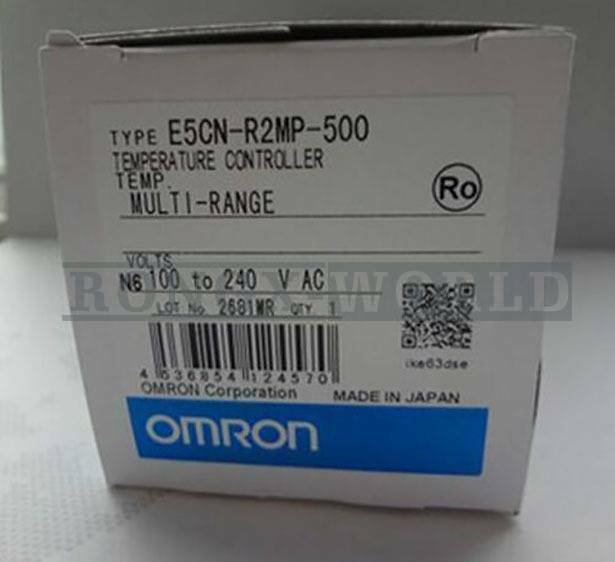 TYPE E5CN-R2MP-500
TEMPERATURE CONTROLLER
TEMP.
MULTI-RANGE
Ro
VOLTS
N6 100 to 240 V AC
LOT No. 2681MR QTY. 1
4 536854 124570
ike63dse
OMRON Corporation MADE IN JAPAN
OMRON